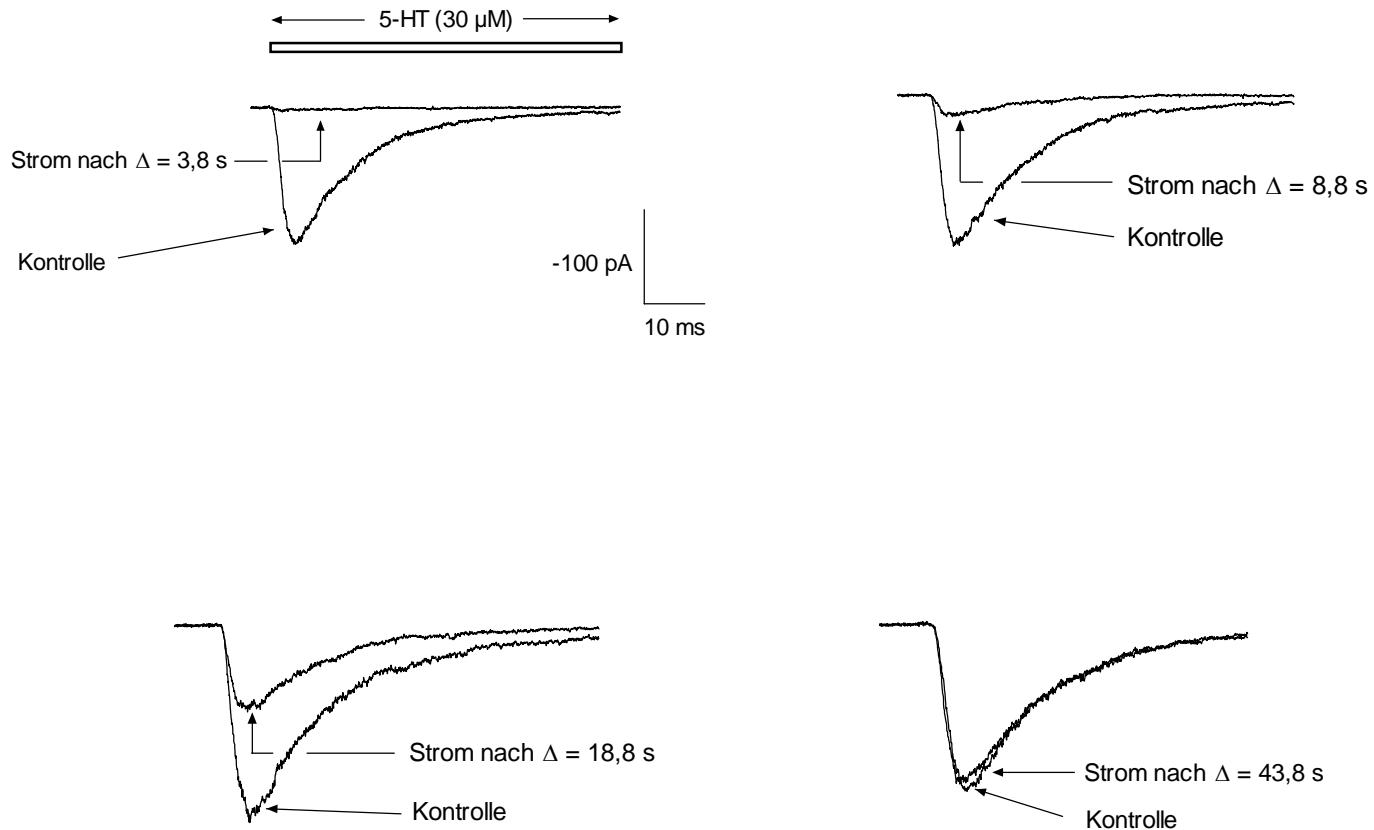 5-HT (30 µM)
Strom nach Δ = 3,8 s
Kontrolle
-100 pA
10 ms
Strom nach Δ = 8,8 s
Kontrolle
Strom nach Δ = 18,8 s
Kontrolle
Strom nach Δ = 43,8 s
Kontrolle